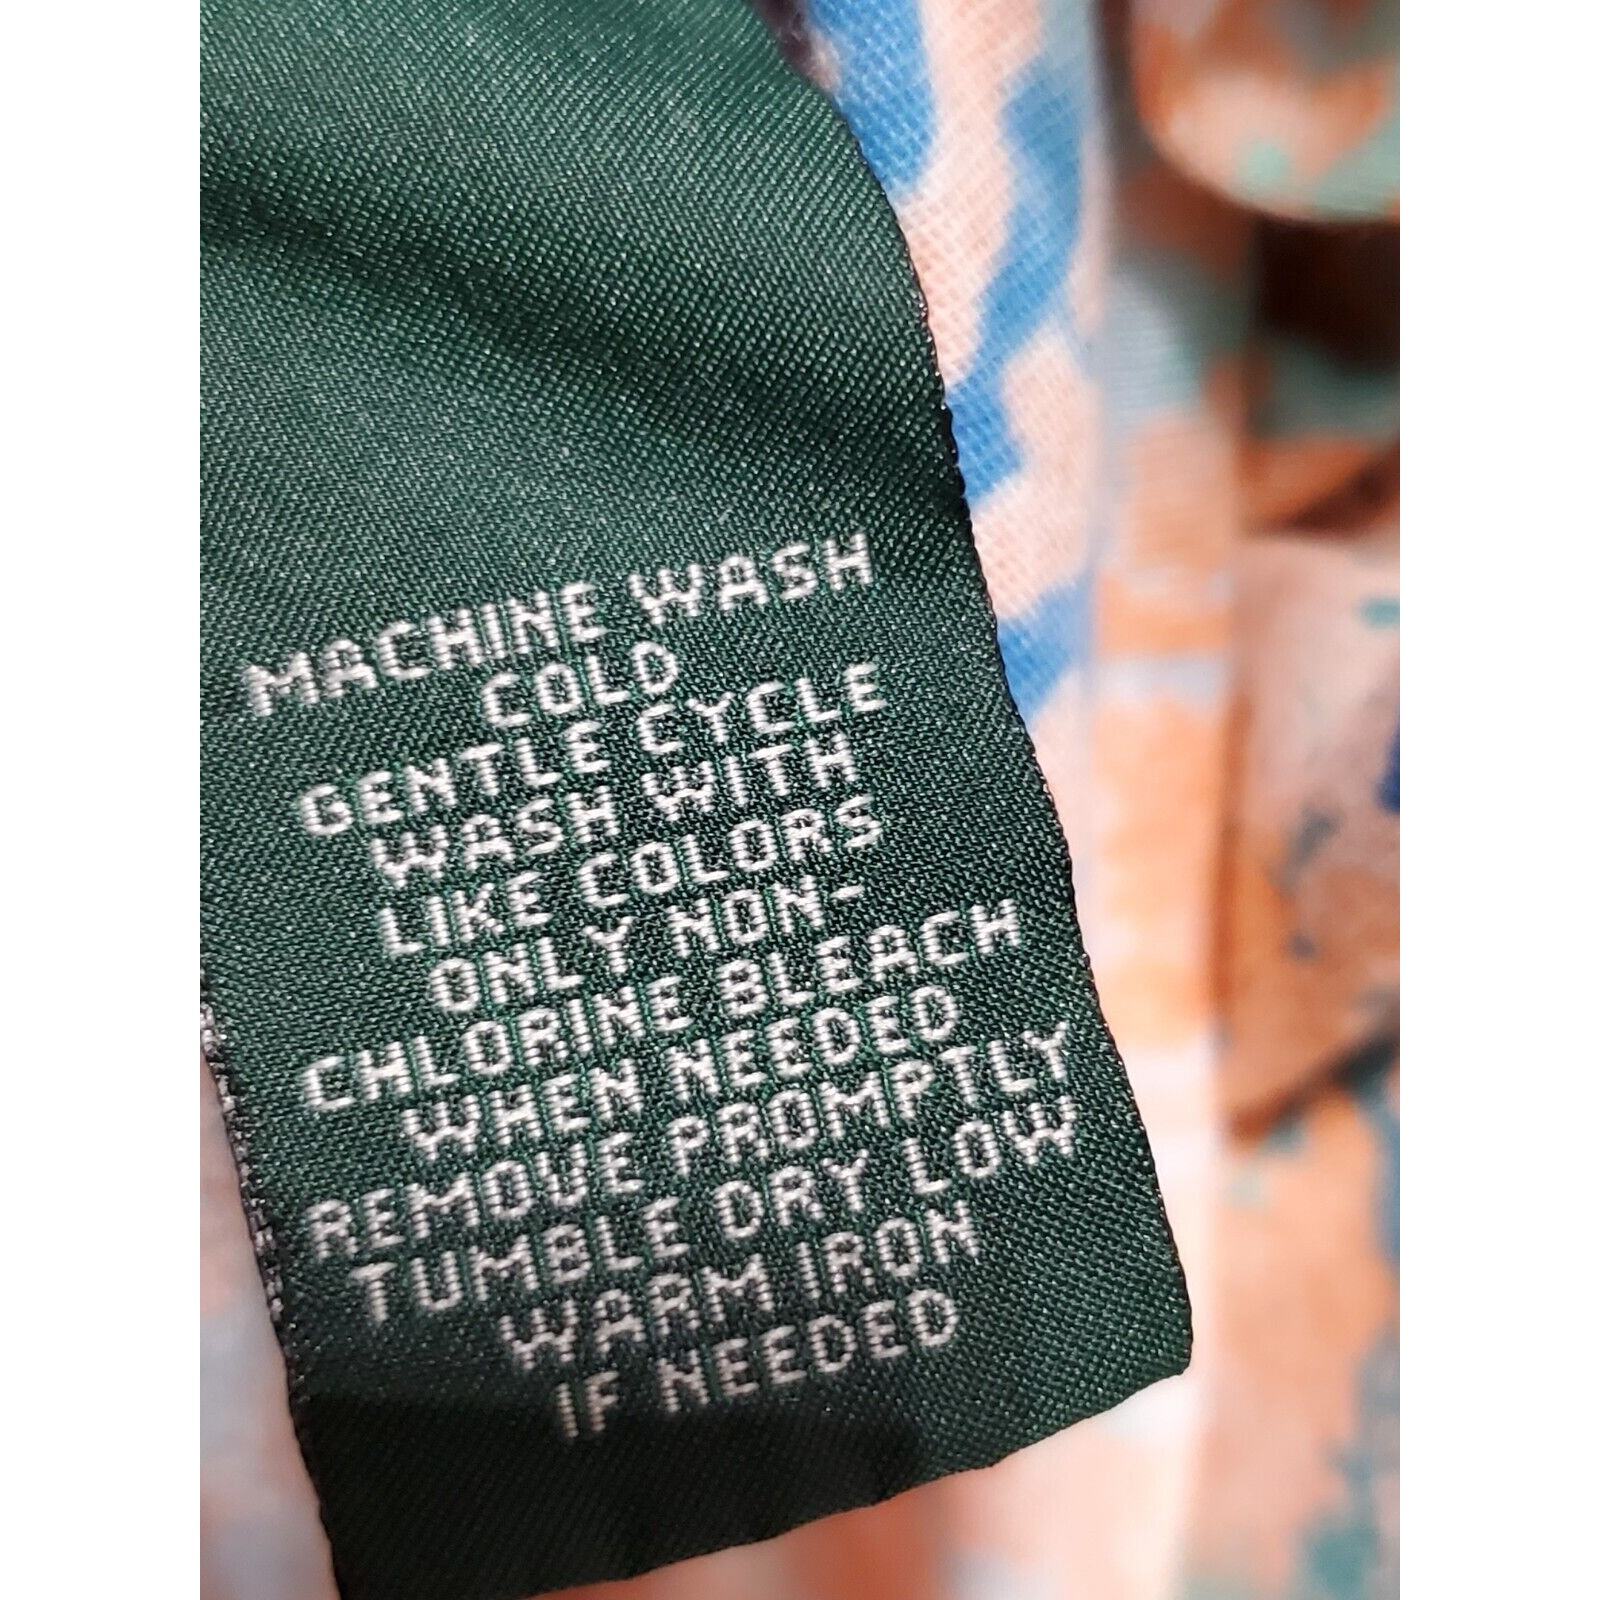 MACHINE WASH
COLD
GENTLE CYCLE
WASH WITH
LIKE COLORS
ONLY NON-
CHLORINE BLEACH
WHEN NEEDED
REMOVE PROMPTLY
TUMBLE DRY LOW
WARM IRON
IF NEEDED